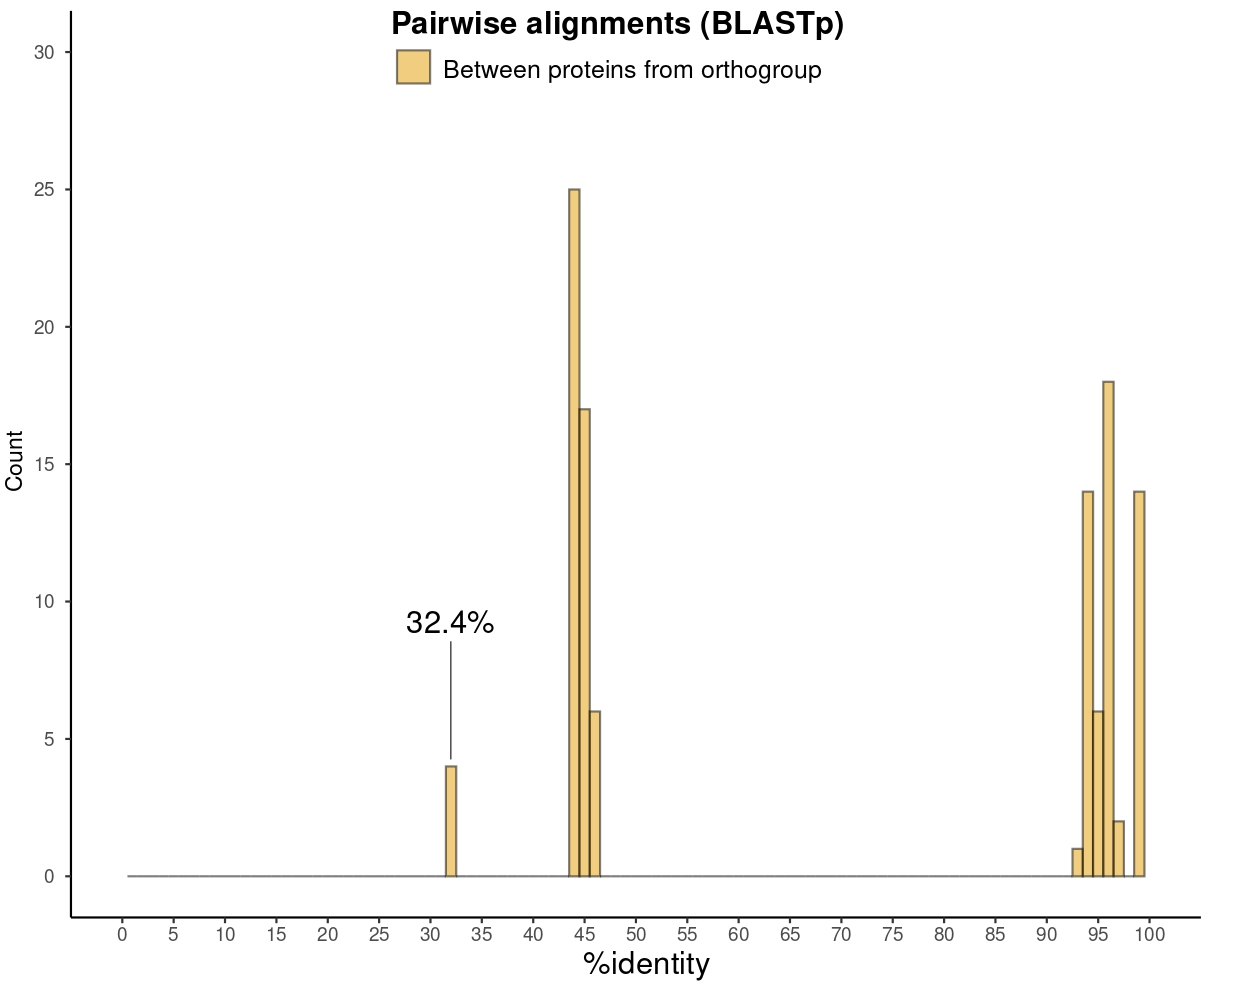 Pairwise alignments (BLASTp)
Between proteins from orthogroup
30
25
20
15
10
5
0
Count
32.4%
0 5 10 15 20 25 30 35 40 45 50 55 60 65 70 75 80 85 90 95 100
%identity